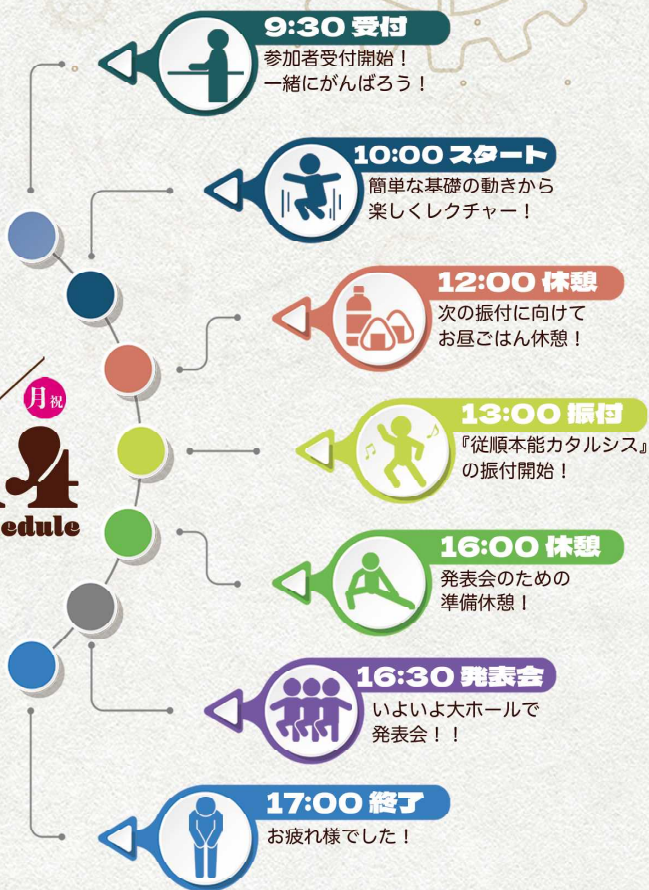 9:30 受付
参加者受付開始！
一緒にがんばろう！
10:00 スタート
簡単な基礎の動きから
楽しくレクチャー！
12:00 休憩
次の振付に向けて
お昼ごはん休憩！
月祝
4
edule
13:00 振付
『従順本能カタルシス』
の振付開始！
16:00 休憩
発表会のための
準備休憩！
16:30 発表会
いよいよ大ホールで
発表会！！
17:00 終了
お疲れ様でした！